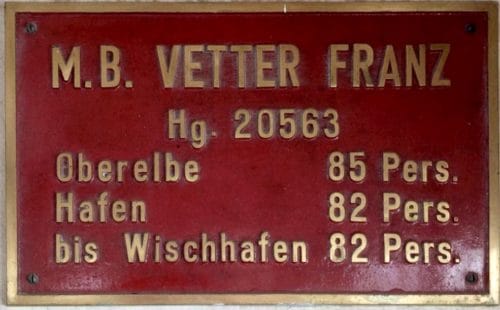 M.B. VETTER FRANZ
Hg. 20563
Oberelbe 85 Pers.
Hafen 82 Pers.
bis Wischhafen 82 Pers.